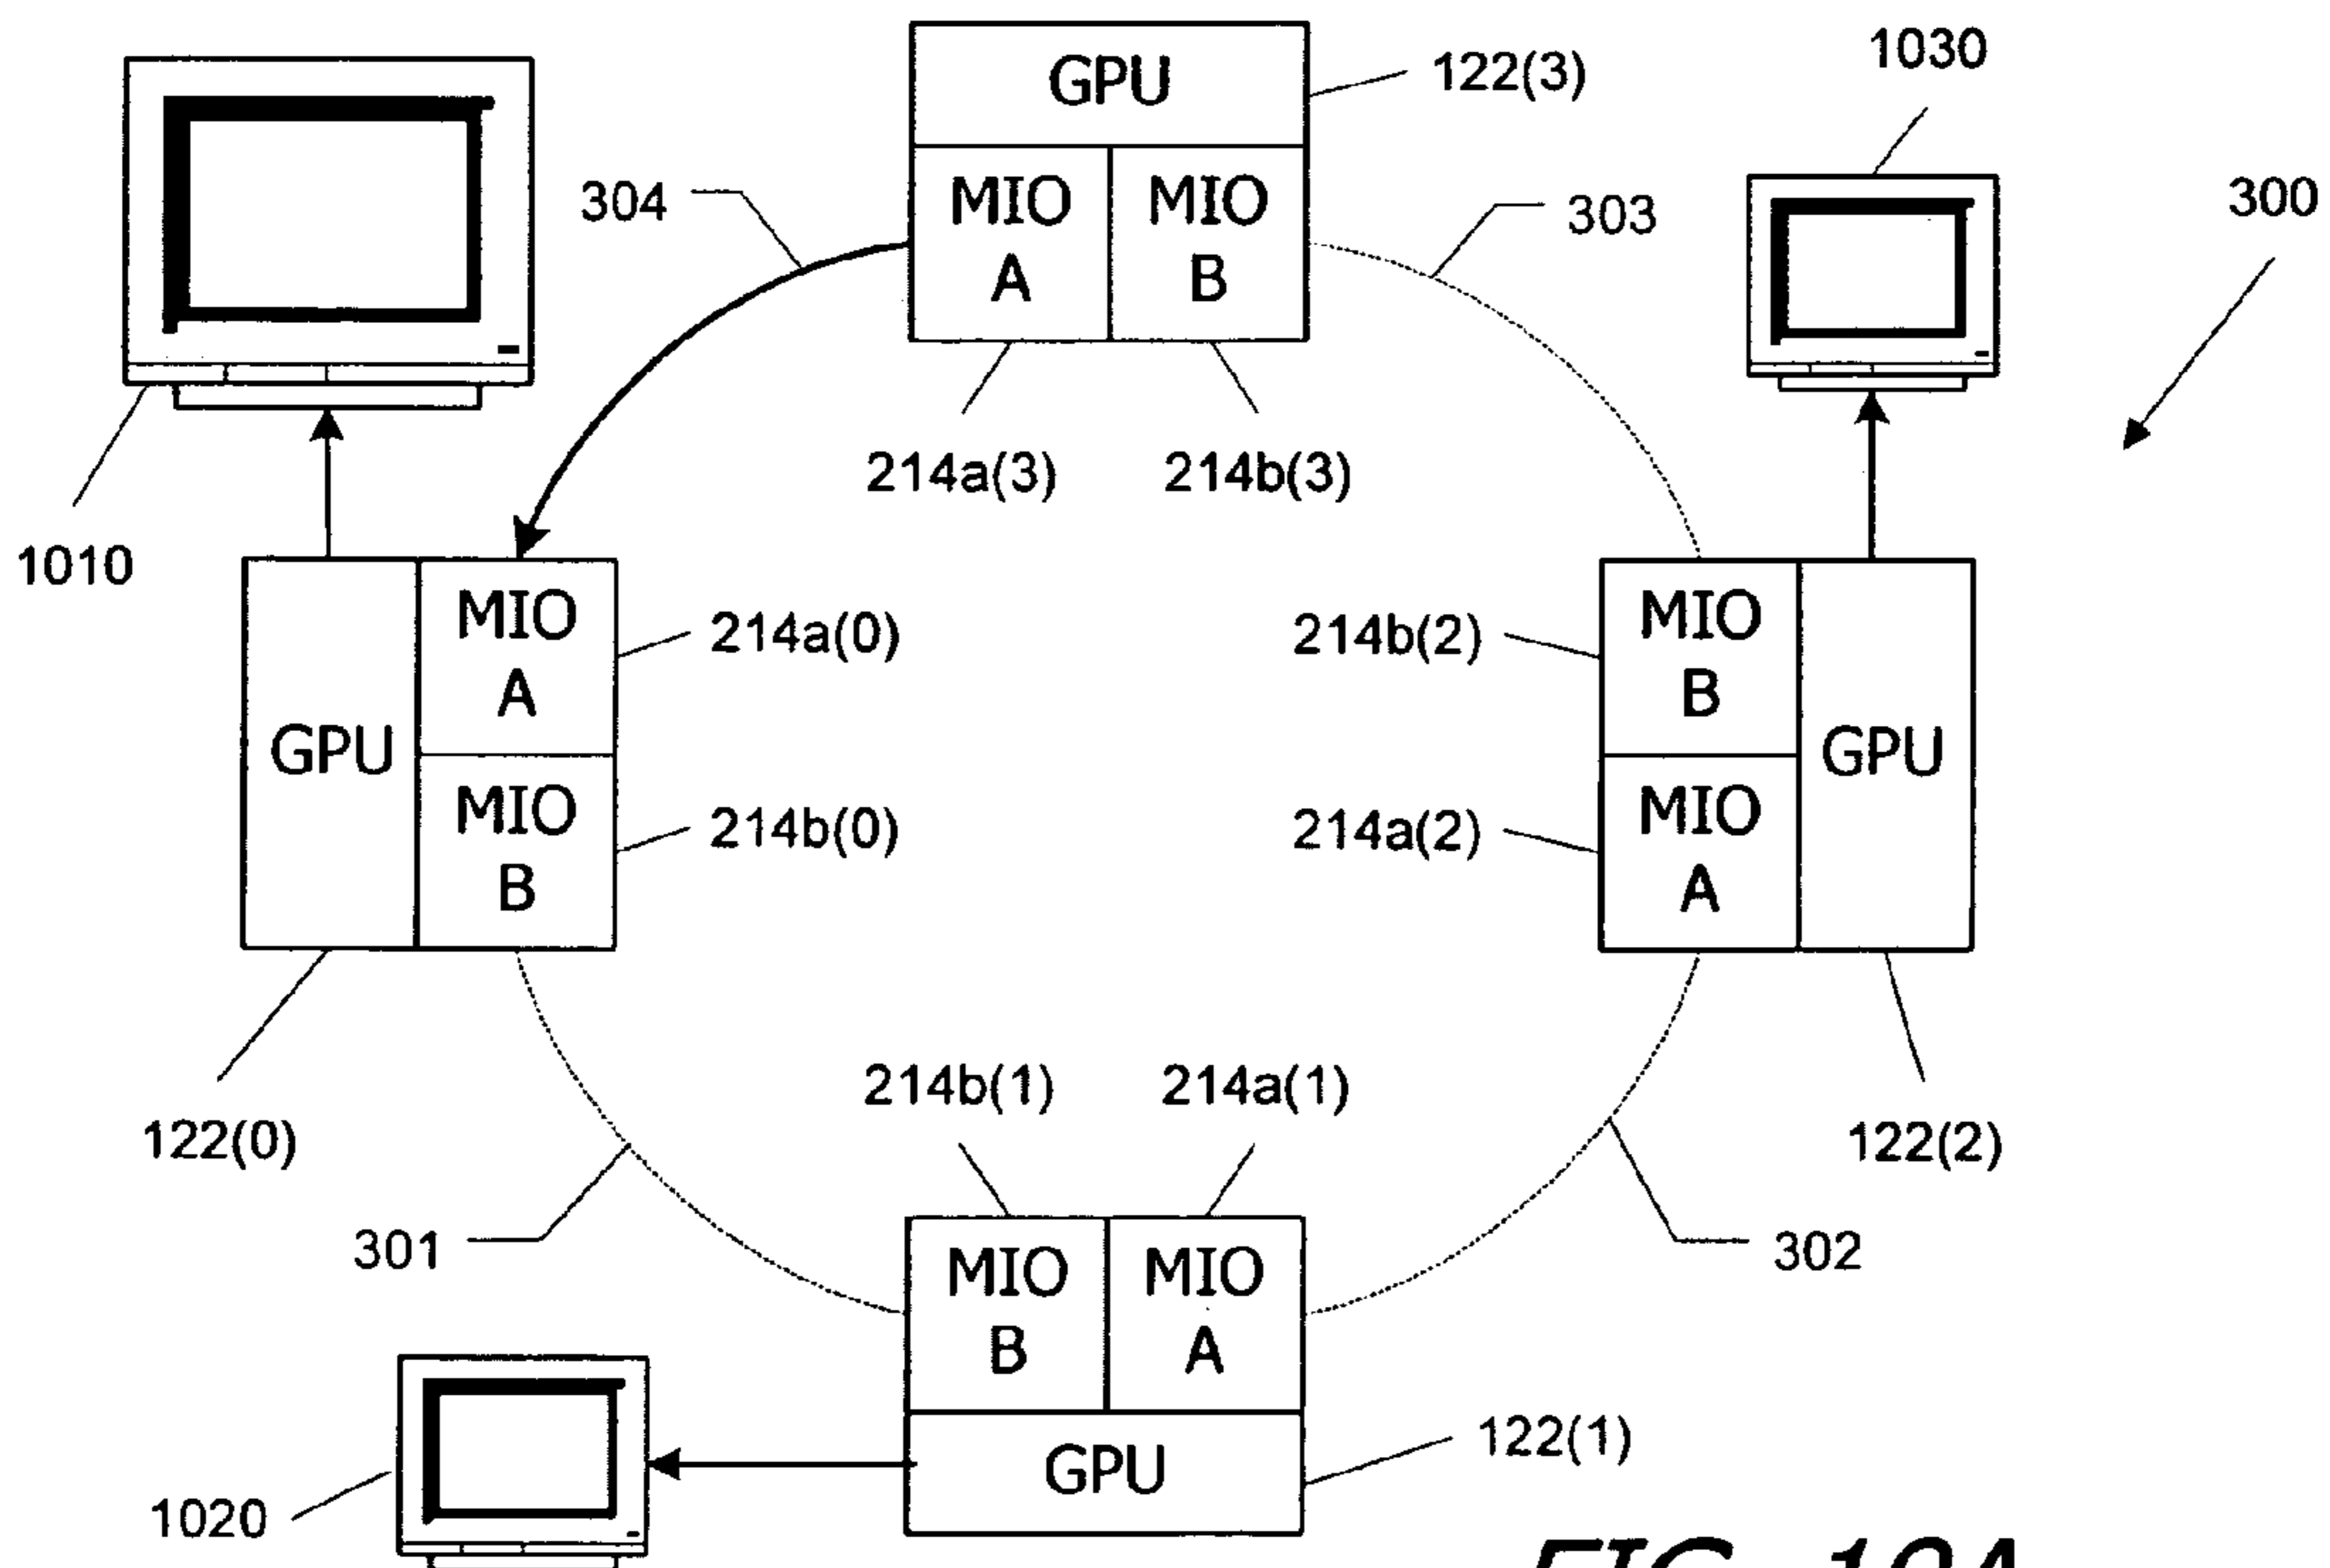 GPU
122(3)
1030
MIO
A
MIO
B
304
303
300
214a(3)
214b(3)
1010
MIO
A
214a(0)
GPU
MIO
B
214b(0)
214b(2)
MIO
B
GPU
214a(2)
MIO
A
122(0)
214b(1)
214a(1)
122(2)
301
302
MIO
B
MIO
A
GPU
122(1)
1020
FIG. 10A